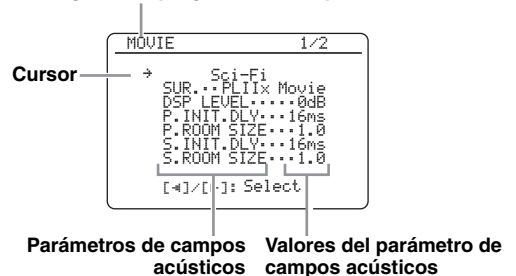 MOVIE 1/2
Cursor → Sci-Fi
SUR.··PLIIx Movie
DSP LEVEL·····0dB
P.INIT.DLY···16ms
P.ROOM SIZE···1.0
S.INIT.DLY···16ms
S.ROOM SIZE···1.0
Select
Parámetros de campos acústicos
Valores del parámetro de campos acústicos